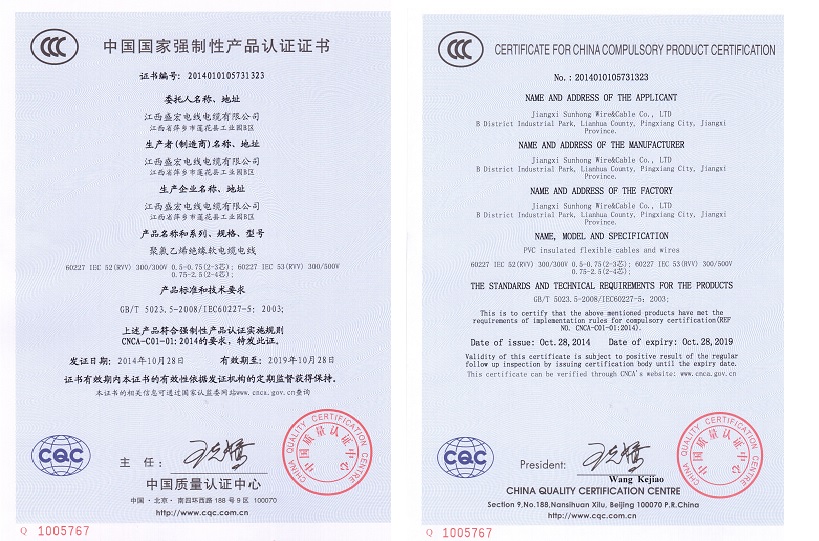 中国国家强制性产品认证证书
证书编号: 2014010105731323
委托人名称、地址
江西盛宏电线电缆有限公司
江西省萍乡市莲花县工业园B区
生产者(制造商)名称、地址
江西盛宏电线电缆有限公司
江西省萍乡市莲花县工业园B区
生产企业名称、地址
江西盛宏电线电缆有限公司
江西省萍乡市莲花县工业园B区
产品名称和系列、规格、型号
聚氯乙烯绝缘软电缆电线
60227 IEC 52(RVV) 300/300V 0.5-0.75(2-3芯); 60227 IEC 53(RVV) 300/500V
0.75-2.5(2-4芯);
产品标准和技术要求
GB/T 5023.5-2008/IEC60227-5; 2003;
上述产品符合强制性产品认证实施规则
CNCA-C01-01:2014的要求，特发此证。
发证日期: 2014年10月28日 有效期至: 2019年10月28日
证书有效期内本证书的有效性依据发证机构的定期监督获得保持。
本证书的相关信息可通过国家认监委网站www.cnca.gov.cn查询
CQC
主 任:
CHINA QUALITY CERTIFICATION CENTRE
中国质量认证中心
中国质量认证中心
中国 · 北京 · 南四环西路 188 号 9 区 100070
http://www.cqc.com.cn
Q 1005767
CERTIFICATE FOR CHINA COMPULSORY PRODUCT CERTIFICATION
No.: 2014010105731323
NAME AND ADDRESS OF THE APPLICANT
Jiangxi Sunhong Wire&Cable Co., LTD
B District Industrial Park, Lianhua County, Pingxiang City, Jiangxi
Province.
NAME AND ADDRESS OF THE MANUFACTURER
Jiangxi Sunhong Wire&Cable Co., LTD
B District Industrial Park, Lianhua County, Pingxiang City, Jiangxi
Province.
NAME AND ADDRESS OF THE FACTORY
Jiangxi Sunhong Wire&Cable Co., LTD
B District Industrial Park, Lianhua County, Pingxiang City, Jiangxi
Province.
NAME, MODEL AND SPECIFICATION
PVC insulated flexible cables and wires
60227 IEC 52(RVV) 300/300V 0.5-0.75(2-3芯); 60227 IEC 53(RVV) 300/500V
0.75-2.5(2-4芯);
THE STANDARDS AND TECHNICAL REQUIREMENTS FOR THE PRODUCTS
GB/T 5023.5-2008/IEC60227-5; 2003;
This is to certify that the above mentioned products have met the
requirements of implementation rules for compulsory certification(REF
NO. CNCA-C01-01:2014).
Date of issue: Oct.28,2014 Date of expiry: Oct.28,2019
Validity of this certificate is subject to positive result of the regular
follow up inspection by issuing certification body until the expiry date.
This certificate can be verified through CNCA's website: www.cnca.gov.cn
CQC
President:
Wang Kejiao
CHINA QUALITY CERTIFICATION CENTRE
中国质量认证中心
CHINA QUALITY CERTIFICATION CENTRE
Section 9,No.188,Nansihuan Xilu, Beijing 100070 P.R.China
http://www.cqc.com.cn
Q 1005767